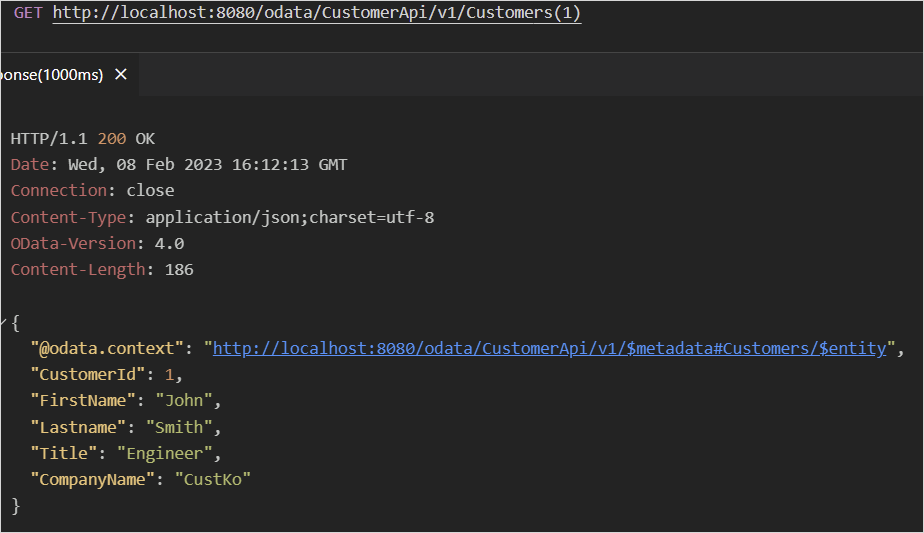 GET http://localhost:8080/odata/CustomerApi/v1/Customers(1)
ponse(1000ms) ×
HTTP/1.1 200 OK
Date: Wed, 08 Feb 2023 16:12:13 GMT
Connection: close
Content-Type: application/json;charset=utf-8
OData-Version: 4.0
Content-Length: 186
{
"@odata.context": "http://localhost:8080/odata/CustomerApi/v1/$metadata#Customers/$entity",
"CustomerId": 1,
"FirstName": "John",
"Lastname": "Smith",
"Title": "Engineer",
"CompanyName": "CustKo"
}